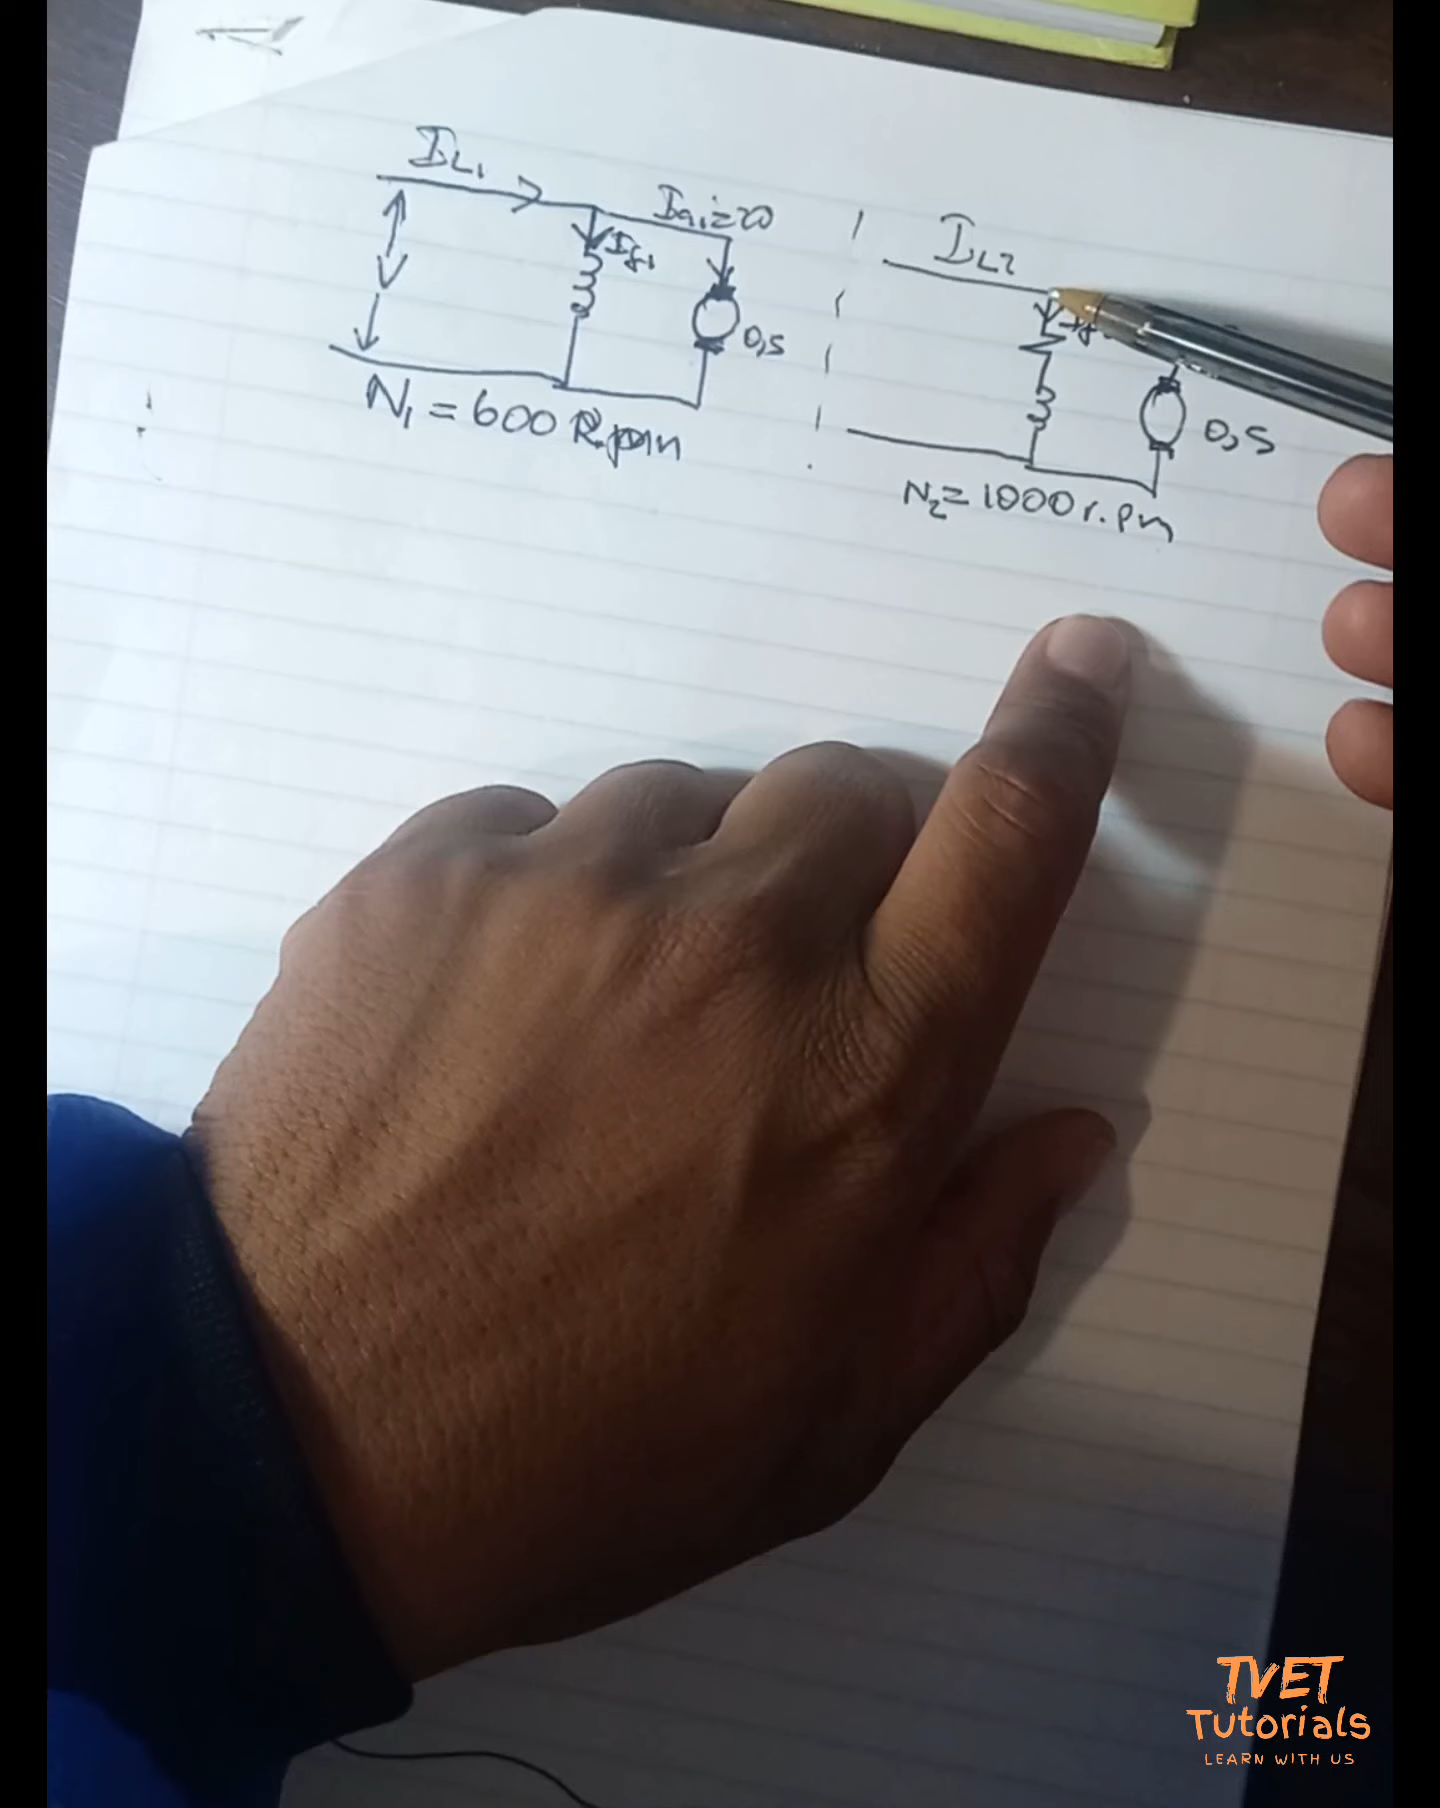 IL1
Ia1=20
If1
V
0,5
N1 = 600 R.pm
IL2
0,5
N2 = 1000 r.pm
TVET
Tutorials
LEARN WITH US